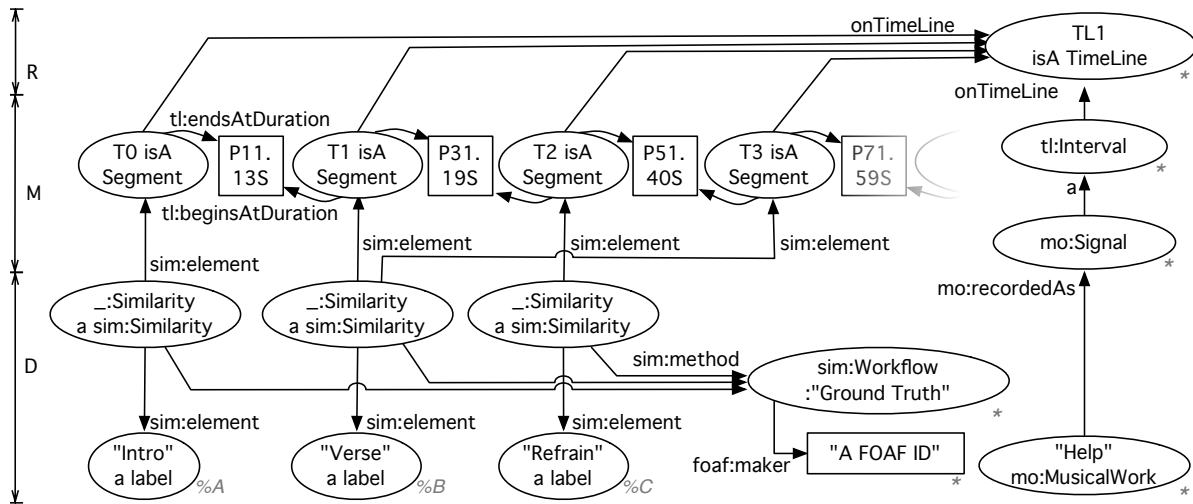 onTimeLine
TL1
isA TimeLine
*
R
onTimeLine
tl:endsAtDuration
T0 isA
Segment
P11.
13S
T1 isA
Segment
P31.
19S
T2 isA
Segment
P51.
40S
T3 isA
Segment
P71.
59S
tl:Interval
*
M
tl:beginsAtDuration
a
sim:element
sim:element
sim:element
sim:element
mo:Signal
*
_:Similarity
a sim:Similarity
_:Similarity
a sim:Similarity
_:Similarity
a sim:Similarity
mo:recordedAs
D
sim:method
sim:Workflow
:"Ground Truth"
*
sim:element
sim:element
sim:element
"Intro"
a label
%A
"Verse"
a label
%B
"Refrain"
a label
%C
foaf:maker
"A FOAF ID"
*
"Help"
mo:MusicalWork
*